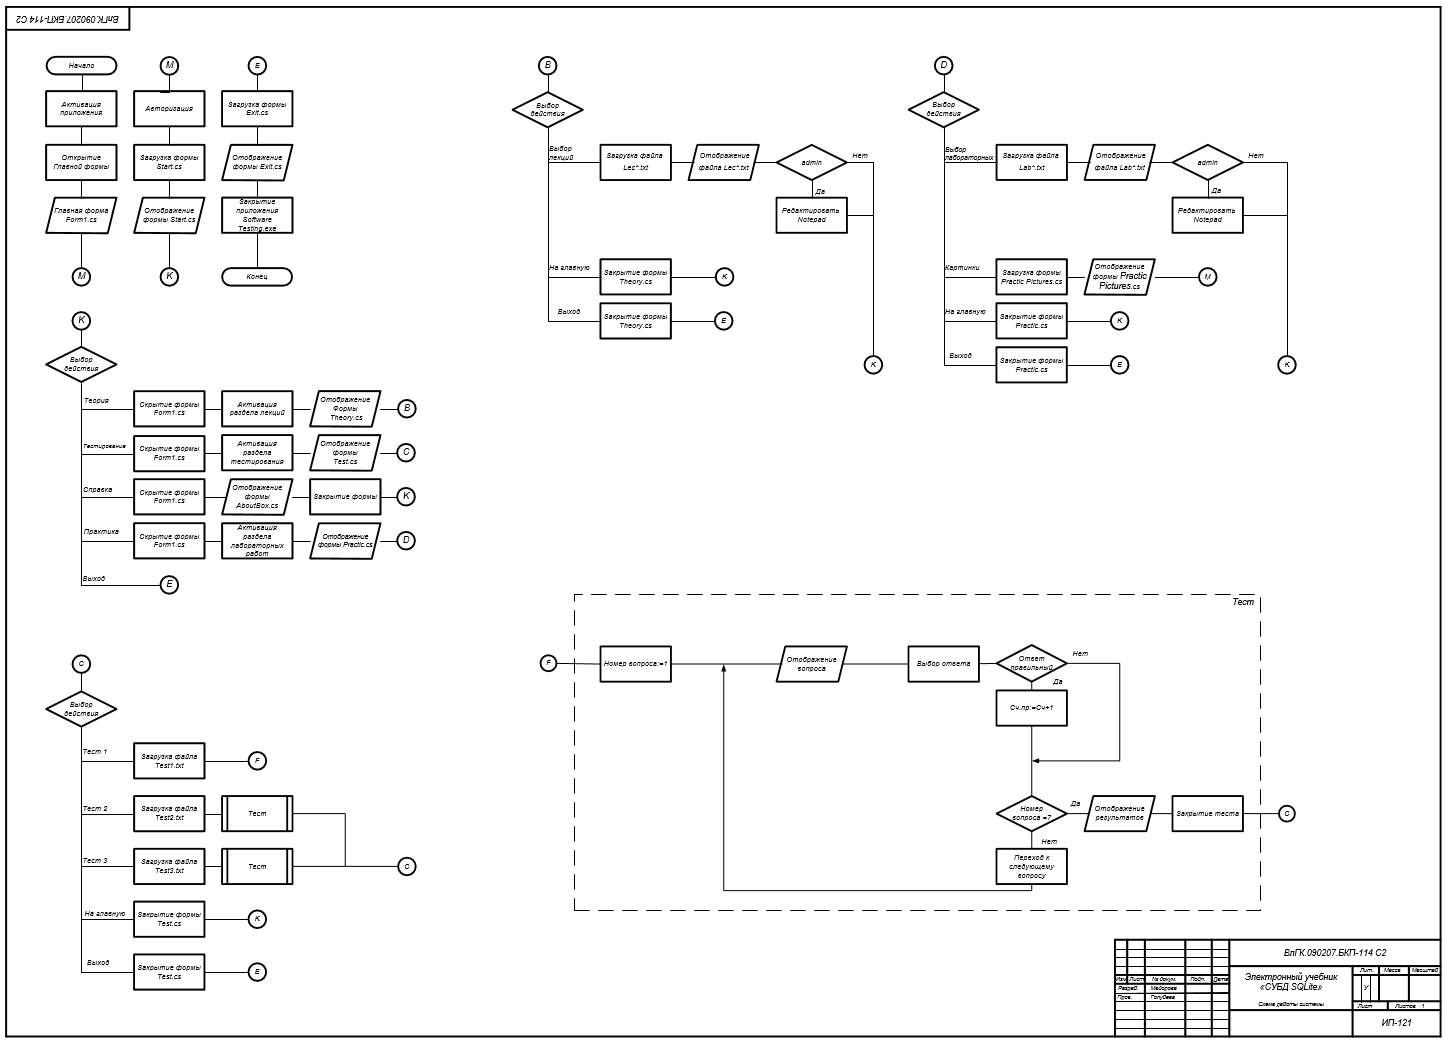 ВлГК.090207.БКП-114 С2
Начало
Активация
приложения
Открытие
Главной формы
Главная форма
Form1.cs
М
М
Авторизация
Загрузка формы
Start.cs
Отображение
формы Start.cs
К
Е
Загрузка формы
Exit.cs
Отображение
формы Exit.cs
Закрытие
приложения
Software
Testing.exe
Конец
К
Выбор
действия
Теория
Скрытие формы
Form1.cs
Активация
раздела лекций
Отображение
Формы
Theory.cs
В
Тестирование
Скрытие формы
Form1.cs
Активация
раздела
тестирования
Отображение
формы
Test.cs
С
Справка
Скрытие формы
Form1.cs
Отображение
формы
AboutBox.cs
Закрытие формы
К
Практика
Скрытие формы
Form1.cs
Активация
раздела
лабораторных
работ
Отображение
формы Practic.cs
D
Выход
Е
С
Выбор
действия
Тест 1
Загрузка файла
Test1.txt
F
Тест 2
Загрузка файла
Test2.txt
Тест
Тест 3
Загрузка файла
Test3.txt
Тест
С
На главную
Закрытие формы
Test.cs
К
Выход
Закрытие формы
Test.cs
Е
В
Выбор
действия
Выбор
лекций
Загрузка файла
Lec^.txt
Отображение
файла Lec^.txt
admin
Нет
Да
Редактировать
Notepad
На главную
Закрытие формы
Theory.cs
К
Выход
Закрытие формы
Theory.cs
Е
К
D
Выбор
действия
Выбор
лабораторных
Загрузка файла
Lab^.txt
Отображение
файла Lab^.txt
admin
Нет
Да
Редактировать
Notepad
Картинки
Загрузка формы
Practic Pictures.cs
Отображение
формы Practic
Pictures.cs
М
На главную
Закрытие формы
Practic.cs
К
Выход
Закрытие формы
Practic.cs
Е
К
Тест
F
Номер вопроса:=1
Отображение
вопроса
Выбор ответа
Ответ
правильный
Нет
Да
Сч.пр:=Сч+1
Номер
вопроса =7
Да
Отображение
результатов
Закрытие теста
С
Нет
Переход к
следующему
вопросу
ВлГК.090207.БКП-114 С2
Изм
Лист
№ докум.
Подп.
Дата
Разраб.
Майорова
Пров.
Голубева
Электронный учебник
«СУБД SQLite»
Схема работы системы
Лит.
Масса
Масштаб
У
Лист
Листов 1
ИП-121